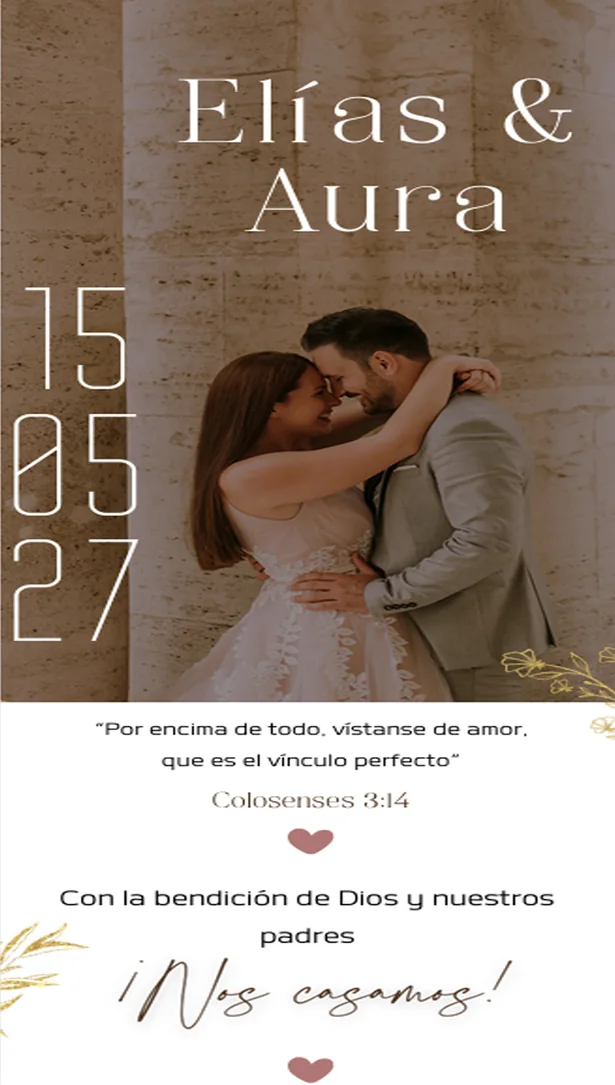 Elías &
Aura
15
05
27
“Por encima de todo, vístanse de amor,
que es el vínculo perfecto”
Colosenses 3:14
Con la bendición de Dios y nuestros
padres
¡Nos casamos!